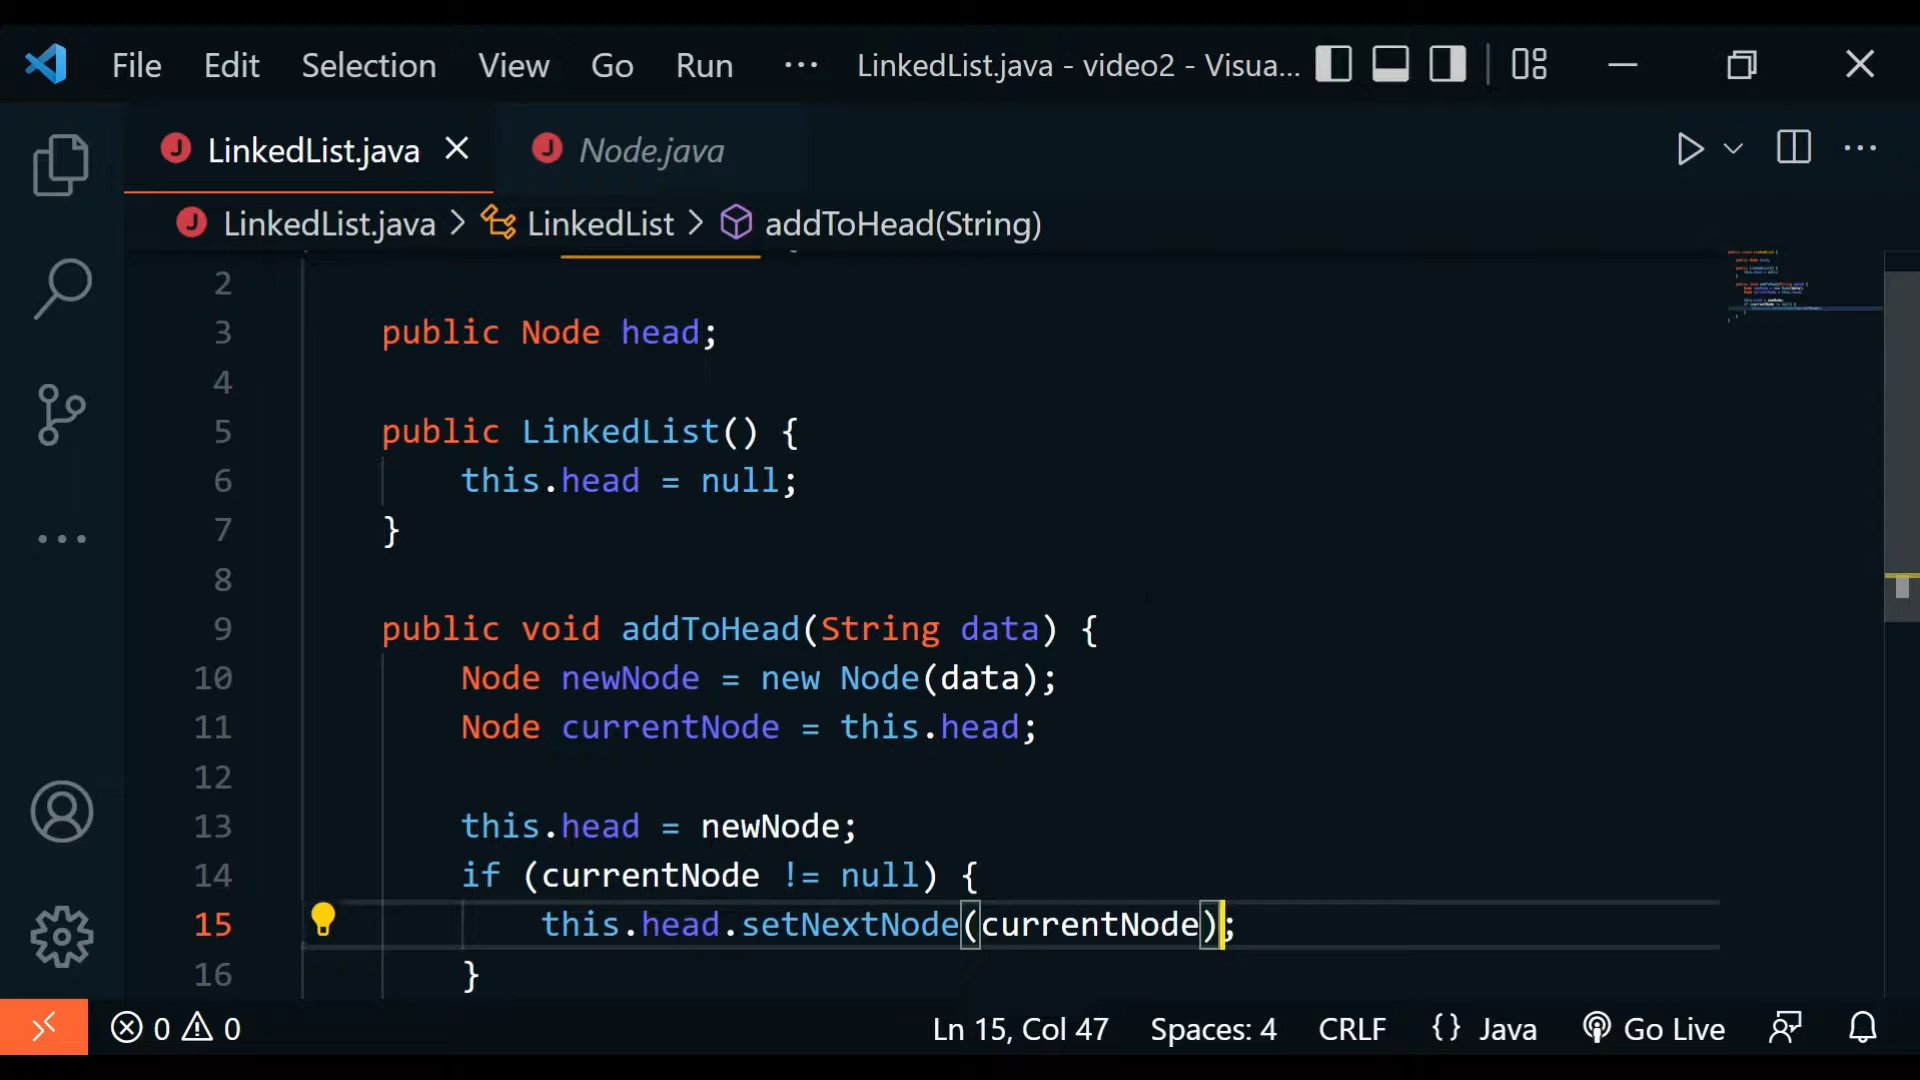 File Edit Selection View Go Run ··· LinkedList.java - video2 - Visua...
LinkedList.java Node.java
LinkedList.java > LinkedList > addToHead(String)
2
3 public Node head;
4
5 public LinkedList() {
6 this.head = null;
7 }
8
9 public void addToHead(String data) {
10 Node newNode = new Node(data);
11 Node currentNode = this.head;
12
13 this.head = newNode;
14 if (currentNode != null) {
15 this.head.setNextNode(currentNode);
16 }
0 0 Ln 15, Col 47 Spaces: 4 CRLF {} Java Go Live